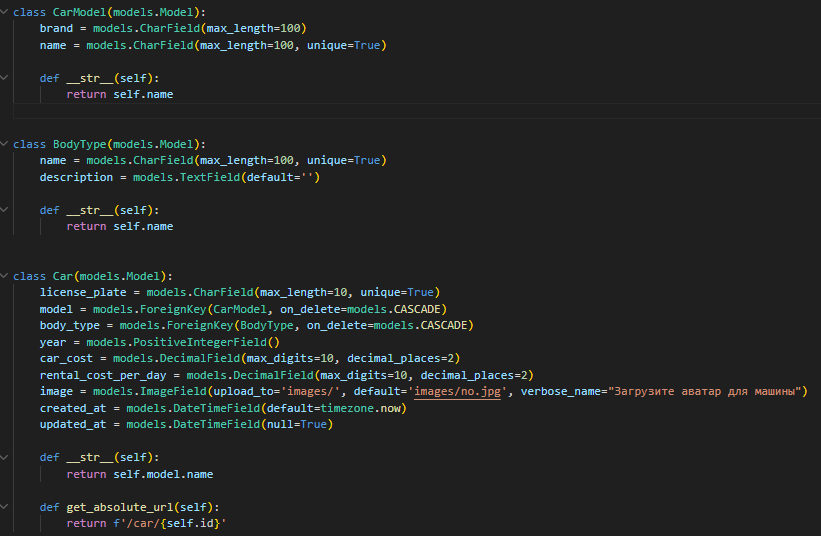 class CarModel(models.Model):
    brand = models.CharField(max_length=100)
    name = models.CharField(max_length=100, unique=True)
    def __str__(self):
        return self.name
class BodyType(models.Model):
    name = models.CharField(max_length=100, unique=True)
    description = models.TextField(default='')
    def __str__(self):
        return self.name
class Car(models.Model):
    license_plate = models.CharField(max_length=10, unique=True)
    model = models.ForeignKey(CarModel, on_delete=models.CASCADE)
    body_type = models.ForeignKey(BodyType, on_delete=models.CASCADE)
    year = models.PositiveIntegerField()
    car_cost = models.DecimalField(max_digits=10, decimal_places=2)
    rental_cost_per_day = models.DecimalField(max_digits=10, decimal_places=2)
    image = models.ImageField(upload_to='images/', default='images/no.jpg', verbose_name="Загрузите аватар для машины")
    created_at = models.DateTimeField(default=timezone.now)
    updated_at = models.DateTimeField(null=True)
    def __str__(self):
        return self.model.name
    def get_absolute_url(self):
        return f'/car/{self.id}'